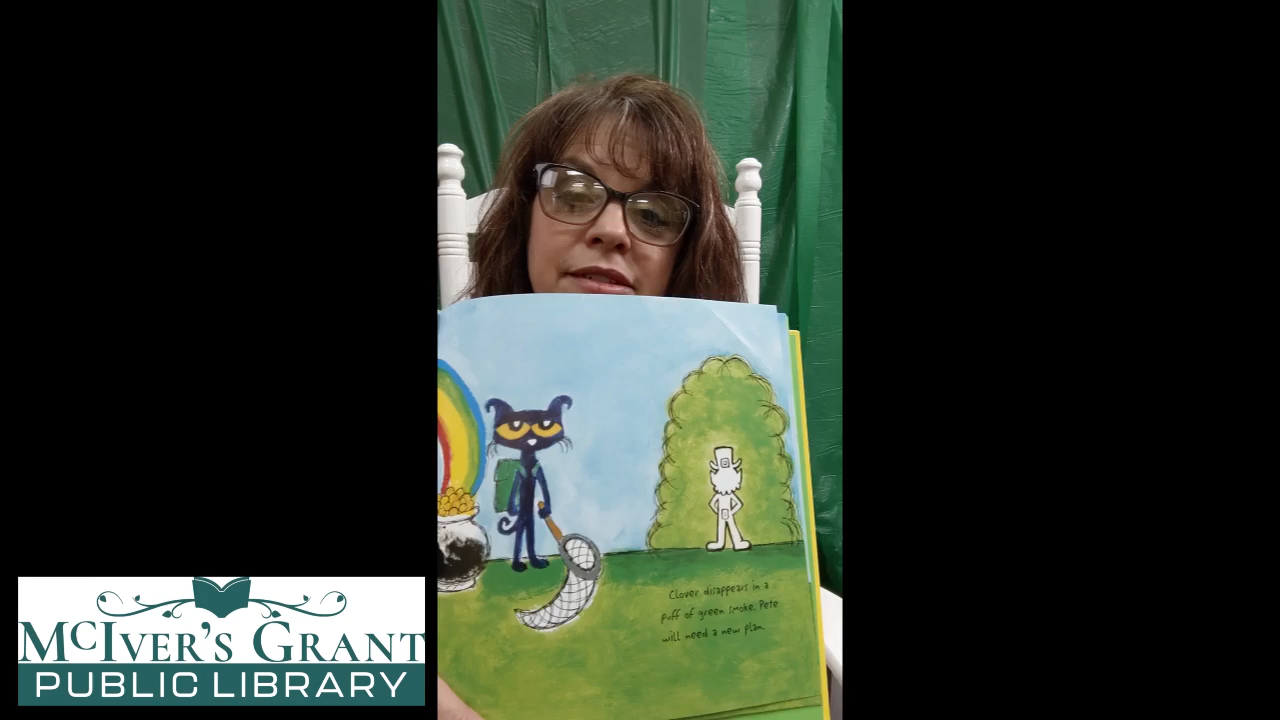 Clover disappears in a
puff of green smoke. Pete
will need a new plan.
McIver's Grant
PUBLIC LIBRARY